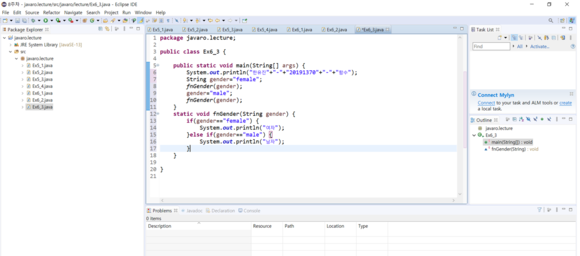 javaro.lecture/src/javaro/lecture/Ex6_3.java - Eclipse IDE
File Edit Source Refactor Navigate Search Project Run Window Help
Package Explorer
javaro.lecture
JRE System Library
src
javaro.lecture
Ex5_1.java
Ex5_2.java
Ex5_3.java
Ex5_4.java
Ex6_1.java
Ex6_2.java
Ex6_3.java
Ex5_1.java
Ex5_2.java
Ex5_3.java
Ex5_4.java
Ex6_1.java
Ex6_2.java
*Ex6_3.java
1 package javaro.lecture;
2
3 public class Ex6_3 {
4
5 public static void main(String[] args) {
6 System.out.println("한유진"+"-"+"20191370"+"-"+"함수");
7 String gender="female";
8 fnGender(gender);
9 gender="male";
10 fnGender(gender);
11 }
12 static void fnGender(String gender) {
13 if(gender=="female") {
14 System.out.println("여자");
15 }else if(gender=="male") {
16 System.out.println("남자");
17 }
18 }
19
20 }
21
Task List
Find
All
Activate...
Connect Mylyn
Connect to your task and ALM tools or create a local task.
Outline
javaro.lecture
Ex6_3
main(String[]) : void
fnGender(String) : void
Problems
Javadoc
Declaration
Console
0 items
Description Resource Path Location Type